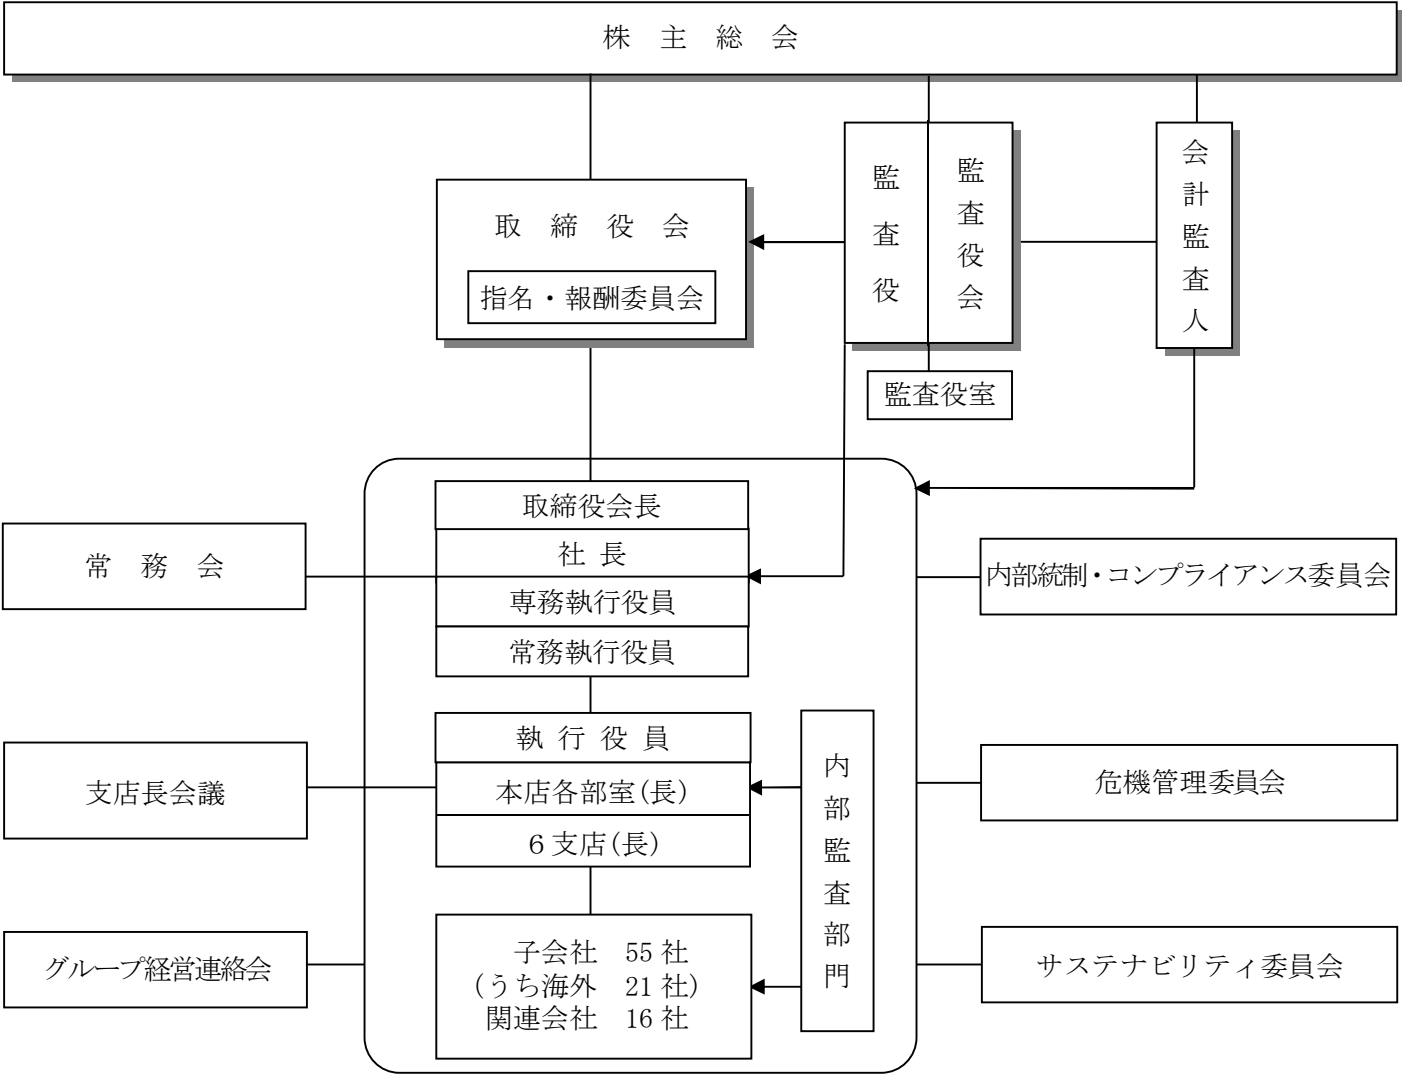 株　主　総　会
取　締　役　会
指名・報酬委員会
監査役
監査役会
会計監査人
監査役室
取締役会長
社 長
専務執行役員
常務執行役員
常　務　会
内部統制・コンプライアンス委員会
執 行 役 員
本店各部室(長)
６支店(長)
支店長会議
内部監査部門
危機管理委員会
子会社　55 社
(うち海外　21 社)
関連会社　16 社
グループ経営連絡会
サステナビリティ委員会